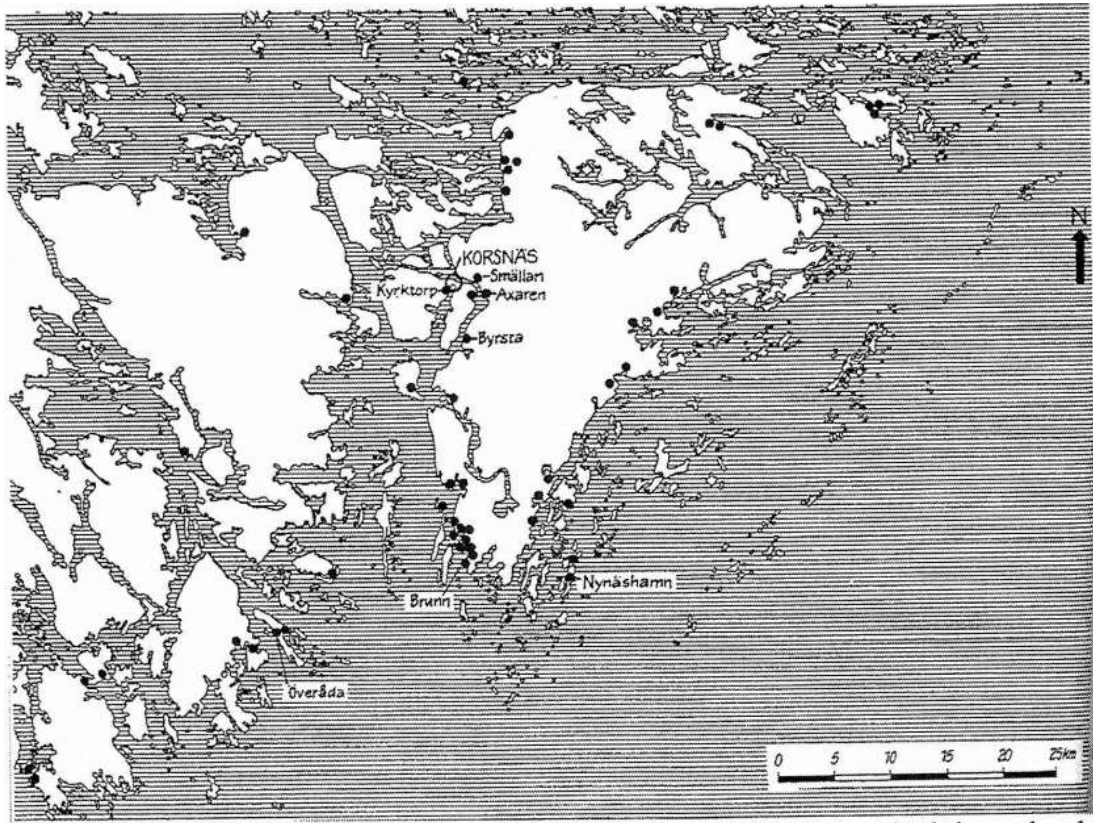 N
KORSNÄS
Smällan
Kyrktorp
Axaren
Byrsta
Nynäshamn
Brunn
Överåda
0 5 10 15 20 25km